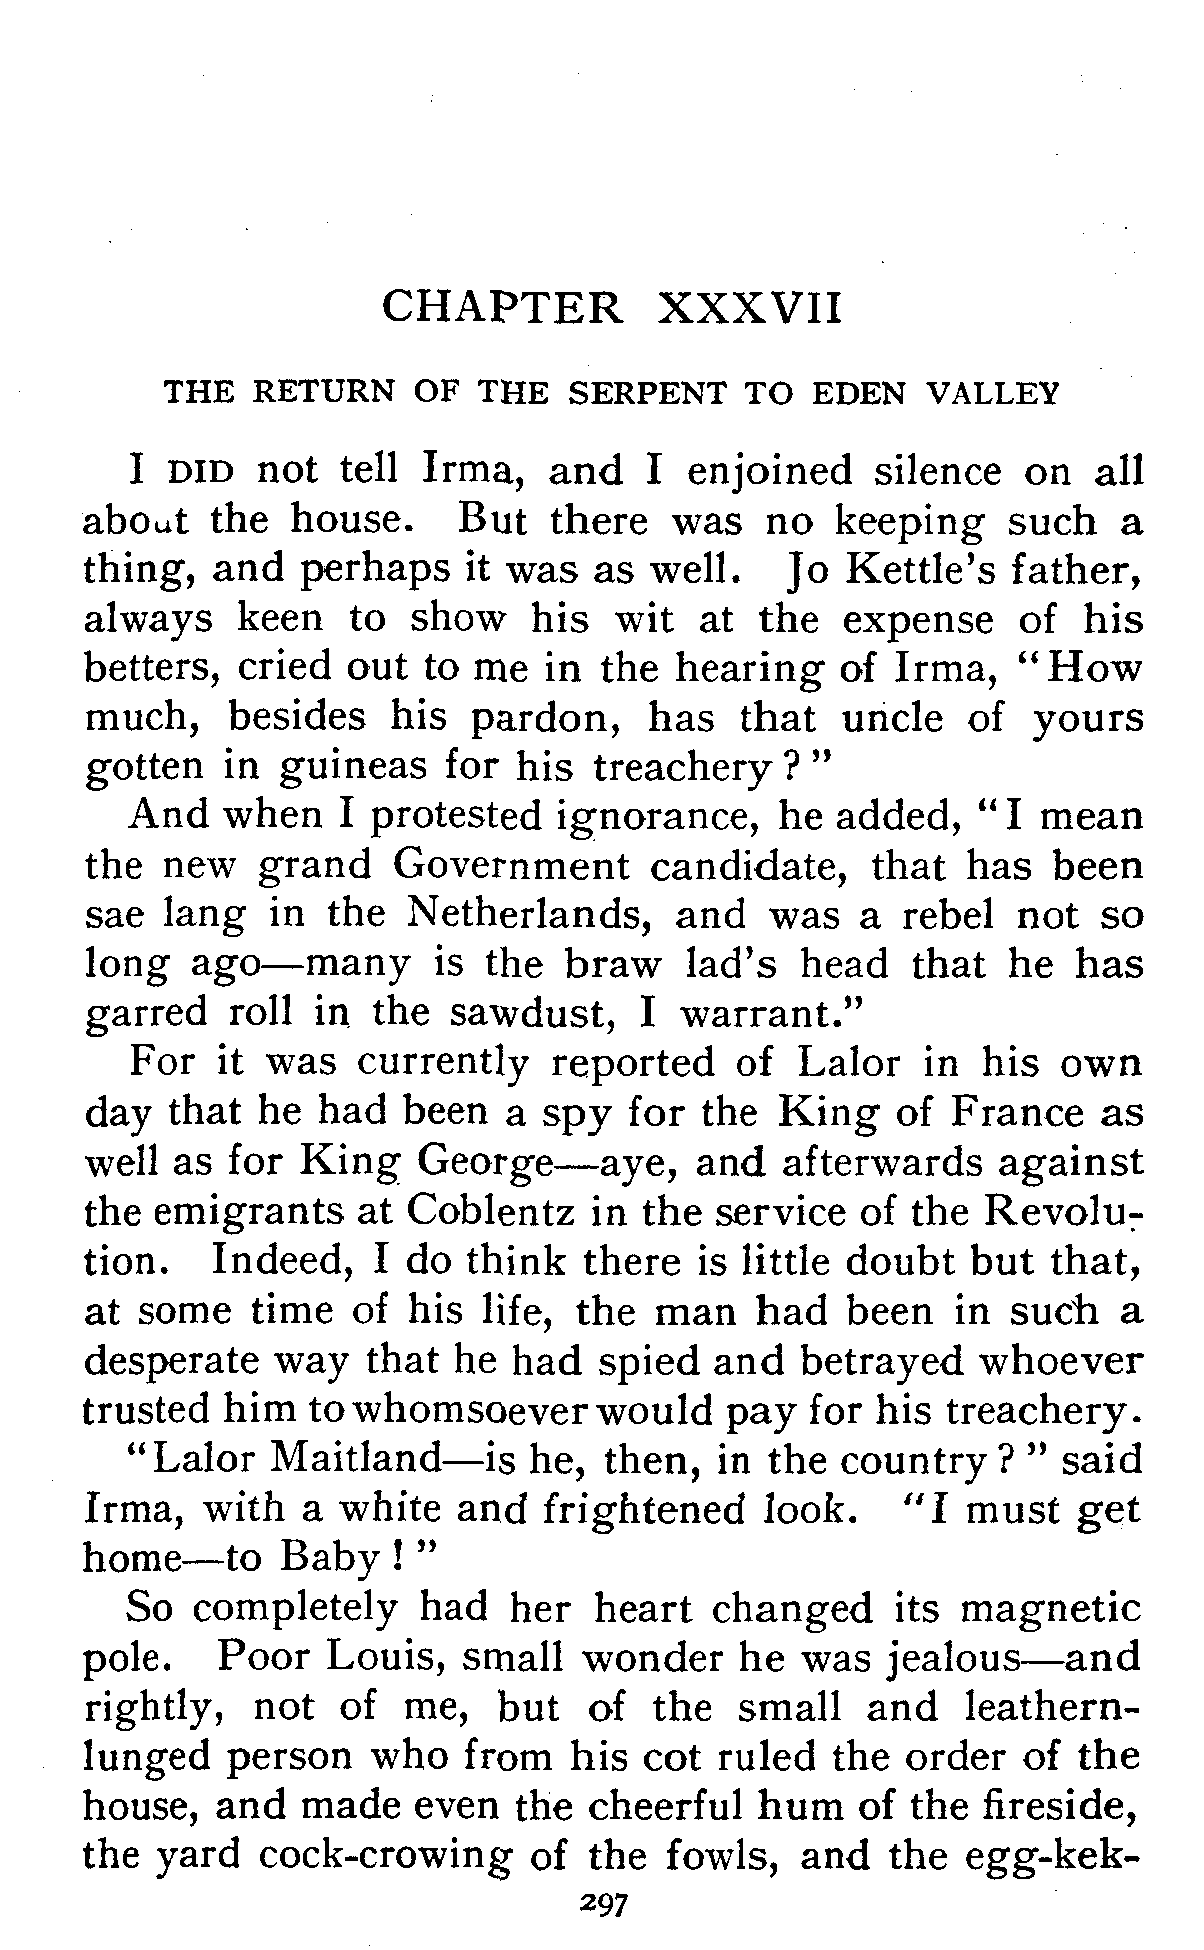 CHAPTER XXXVII
THE RETURN OF THE SERPENT TO EDEN VALLEY
I DID not tell Irma, and I enjoined silence on all
about the house. But there was no keeping such a
thing, and perhaps it was as well. Jo Kettle's father,
always keen to show his wit at the expense of his
betters, cried out to me in the hearing of Irma, "How
much, besides his pardon, has that uncle of yours
gotten in guineas for his treachery?"
And when I protested ignorance, he added, "I mean
the new grand Government candidate, that has been
sae lang in the Netherlands, and was a rebel not so
long ago—many is the braw lad's head that he has
garred roll in the sawdust, I warrant."
For it was currently reported of Lalor in his own
day that he had been a spy for the King of France as
well as for King George—aye, and afterwards against
the emigrants at Coblentz in the service of the Revolu-
tion. Indeed, I do think there is little doubt but that,
at some time of his life, the man had been in such a
desperate way that he had spied and betrayed whoever
trusted him to whomsoever would pay for his treachery.
"Lalor Maitland—is he, then, in the country?" said
Irma, with a white and frightened look. "I must get
home—to Baby!"
So completely had her heart changed its magnetic
pole. Poor Louis, small wonder he was jealous—and
rightly, not of me, but of the small and leathern-
lunged person who from his cot ruled the order of the
house, and made even the cheerful hum of the fireside,
the yard cock-crowing of the fowls, and the egg-kek-
297